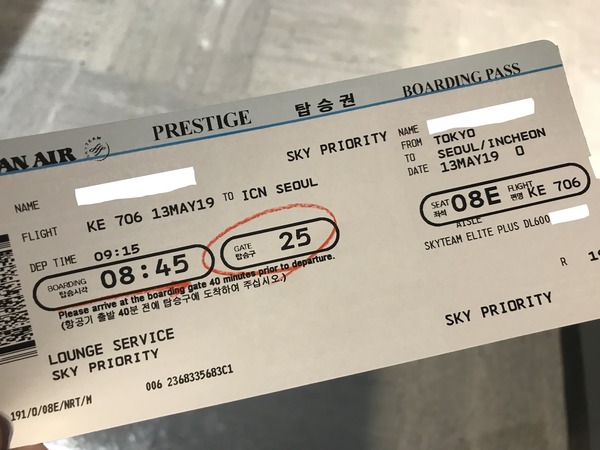 AN AIR
PRESTIGE
탑승권
BOARDING PASS
SKY PRIORITY
NAME
TO ICN SEOUL
FLIGHT KE 706 13MAY19
DEP TIME 09:15
BOARDING 탑승시각 08:45
GATE 탑승구 25
Please arrive at the boarding gate 40 minutes prior to departure.
(항공기 출발 40분 전에 탑승구에 도착하여 주십시오.)
LOUNGE SERVICE
SKY PRIORITY
006 2368335683C1
191/D/08E/NRT/M
NAME
FROM TOKYO
TO SEOUL/INCHEON
DATE 13MAY19
SEAT 좌석 08E FLIGHT 편명 KE 706
AISLE
SKYTEAM ELITE PLUS DL600
R
SKY PRIORITY